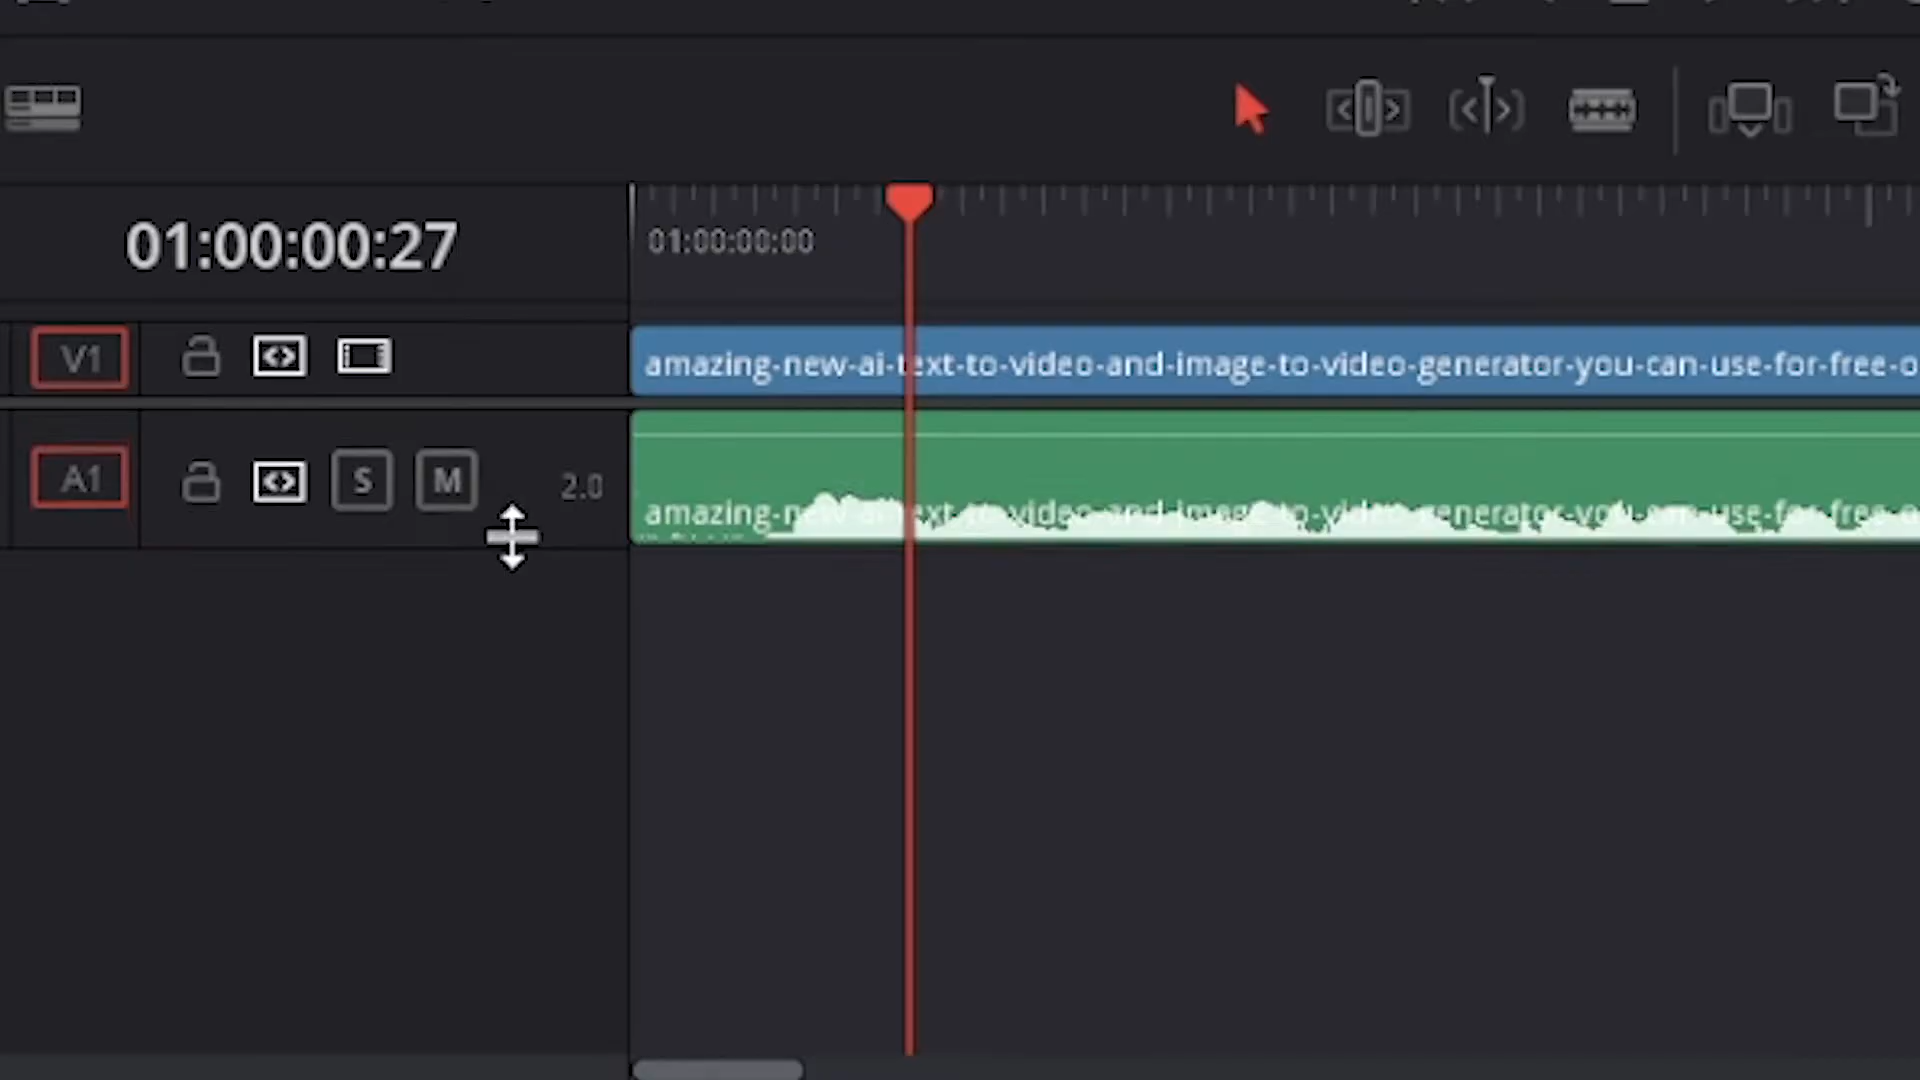 01:00:00:27
01:00:00:00
V1
amazing-new-ai-text-to-video-and-image-to-video-generator-you-can-use-for-free-o
A1
S
M
2.0
amazing-new-ai-text-to-video-and-image-to-video-generator-you-can-use-for-free-o